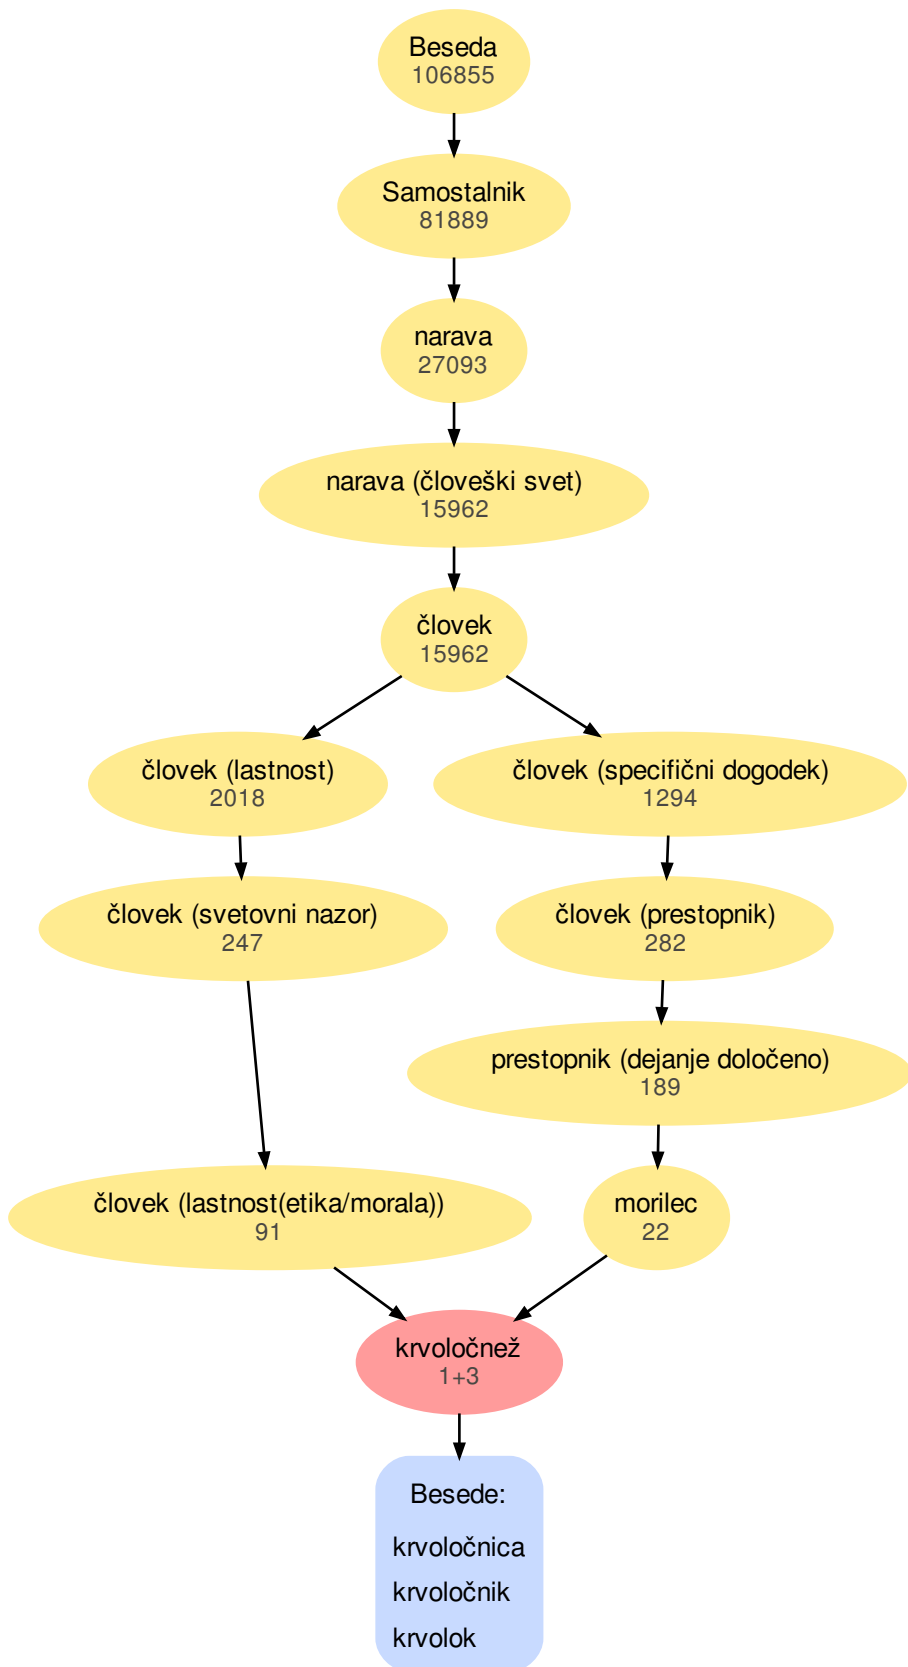 Beseda
106855
Samostalnik
81889
narava
27093
narava (človeški svet)
15962
človek
15962
človek (lastnost)
2018
človek (specifični dogodek)
1294
človek (svetovni nazor)
247
človek (prestopnik)
282
prestopnik (dejanje določeno)
189
človek (lastnost(etika/morala))
91
morilec
22
krvoločnež
1+3
Besede:
krvoločnica
krvoločnik
krvolok